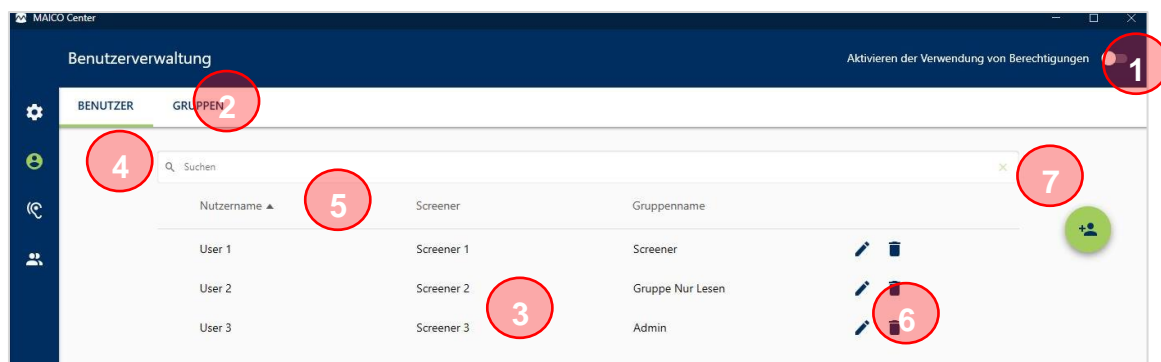 MAICO Center
Benutzerverwaltung Aktivieren der Verwendung von Berechtigungen 1
BENUTZER GRUPPEN 2
4 Suchen 7
Nutzername 5 Screener Gruppenname
User 1 Screener 1 Screener
User 2 Screener 2 Gruppe Nur Lesen
3 6
User 3 Screener 3 Admin